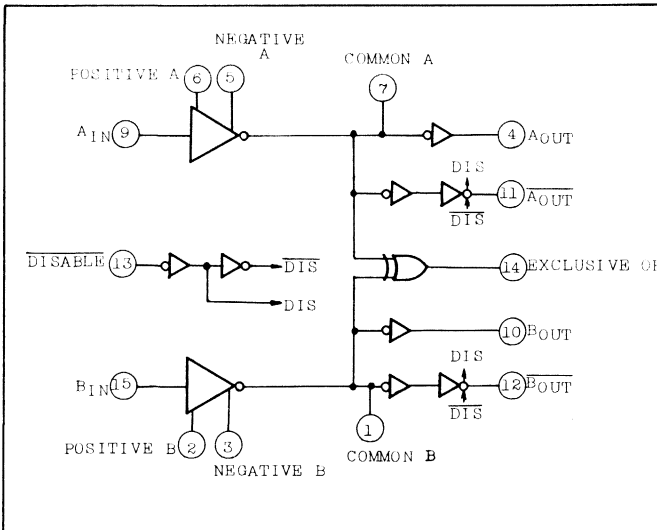 NEGATIVE
A
POSITIVE A 6 5
COMMON A
7
A IN 9
4 A OUT
DIS
11 A OUT
DIS
DISABLE 13
DIS
14 EXCLUSIVE OR
DIS
10 B OUT
DIS
B IN 15
12 B OUT
DIS
POSITIVE B 2 3
1
NEGATIVE B
COMMON B